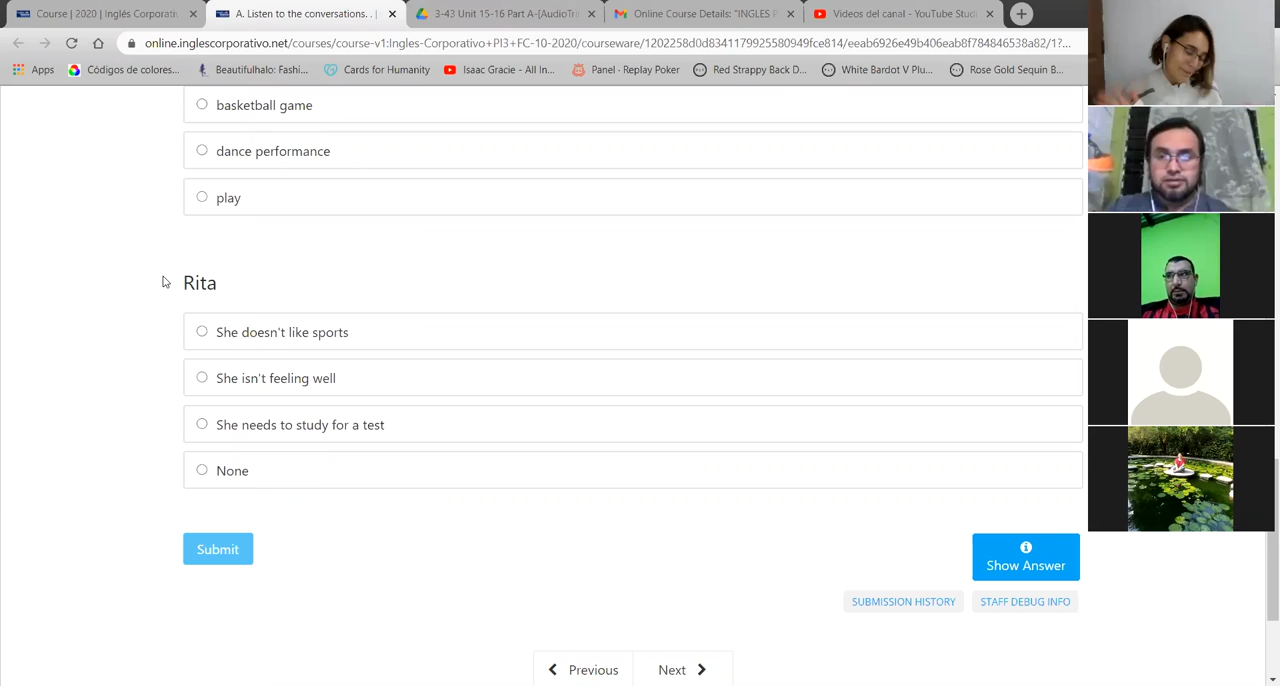 Course | 2020 | Inglés Corporativ
A. Listen to the conversations. . |
3-43 Unit 15-16 Part A-[AudioTri
Online Course Details: "INGLES P
Videos del canal - YouTube Stud
online.inglescorporativo.net/courses/course-v1:Ingles-Corporativo+PI3+FC-10-2020/courseware/1202258d0d8341179925580949fce814/eeab6926e49b406eab8f784846538a82/1?...
Apps
Códigos de colores...
Beautifulhalo: Fashi...
Cards for Humanity
Isaac Gracie - All In...
Panel · Replay Poker
Red Strappy Back D...
White Bardot V Plu...
Rose Gold Sequin B...
basketball game
dance performance
play
Rita
She doesn't like sports
She isn't feeling well
She needs to study for a test
None
Submit
Show Answer
SUBMISSION HISTORY
STAFF DEBUG INFO
Previous
Next